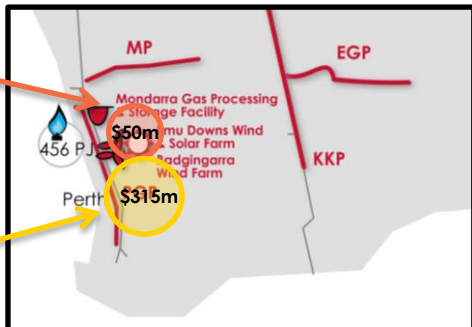 MP
EGP
Mondarra Gas Processing
Storage Facility
$50m
mu Downs Wind
Solar Farm
456 PJ
Badgingarra
Wind Farm
KKP
Perth
$315m